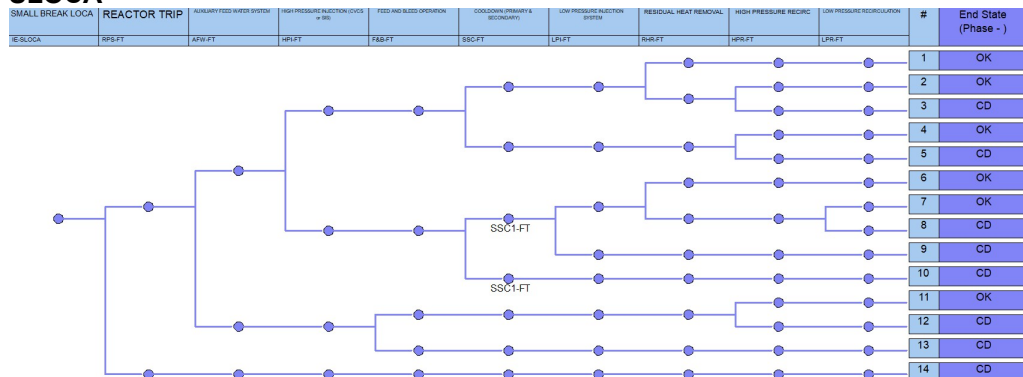 SLOCA
SMALL BREAK LOCA
REACTOR TRIP
AUXILIARY FEED WATER SYSTEM
HIGH PRESSURE INJECTION (CVCS
or SIS)
FEED AND BLEED OPERATION
COOLDOWN (PRIMARY &
SECONDARY)
LOW PRESSURE INJECTION
SYSTEM
RESIDUAL HEAT REMOVAL
HIGH PRESSURE RECIRC
LOW PRESSURE RECIRCULATION
#
End State
(Phase - )
IE-SLOCA
RPS-FT
AFW-FT
HPI-FT
F&B-FT
SSC-FT
LPI-FT
RHR-FT
HPR-FT
LPR-FT
1 OK
2 OK
3 CD
4 OK
5 CD
6 OK
7 OK
SSC1-FT
8 CD
9 CD
10 CD
SSC1-FT
11 OK
12 CD
13 CD
14 CD